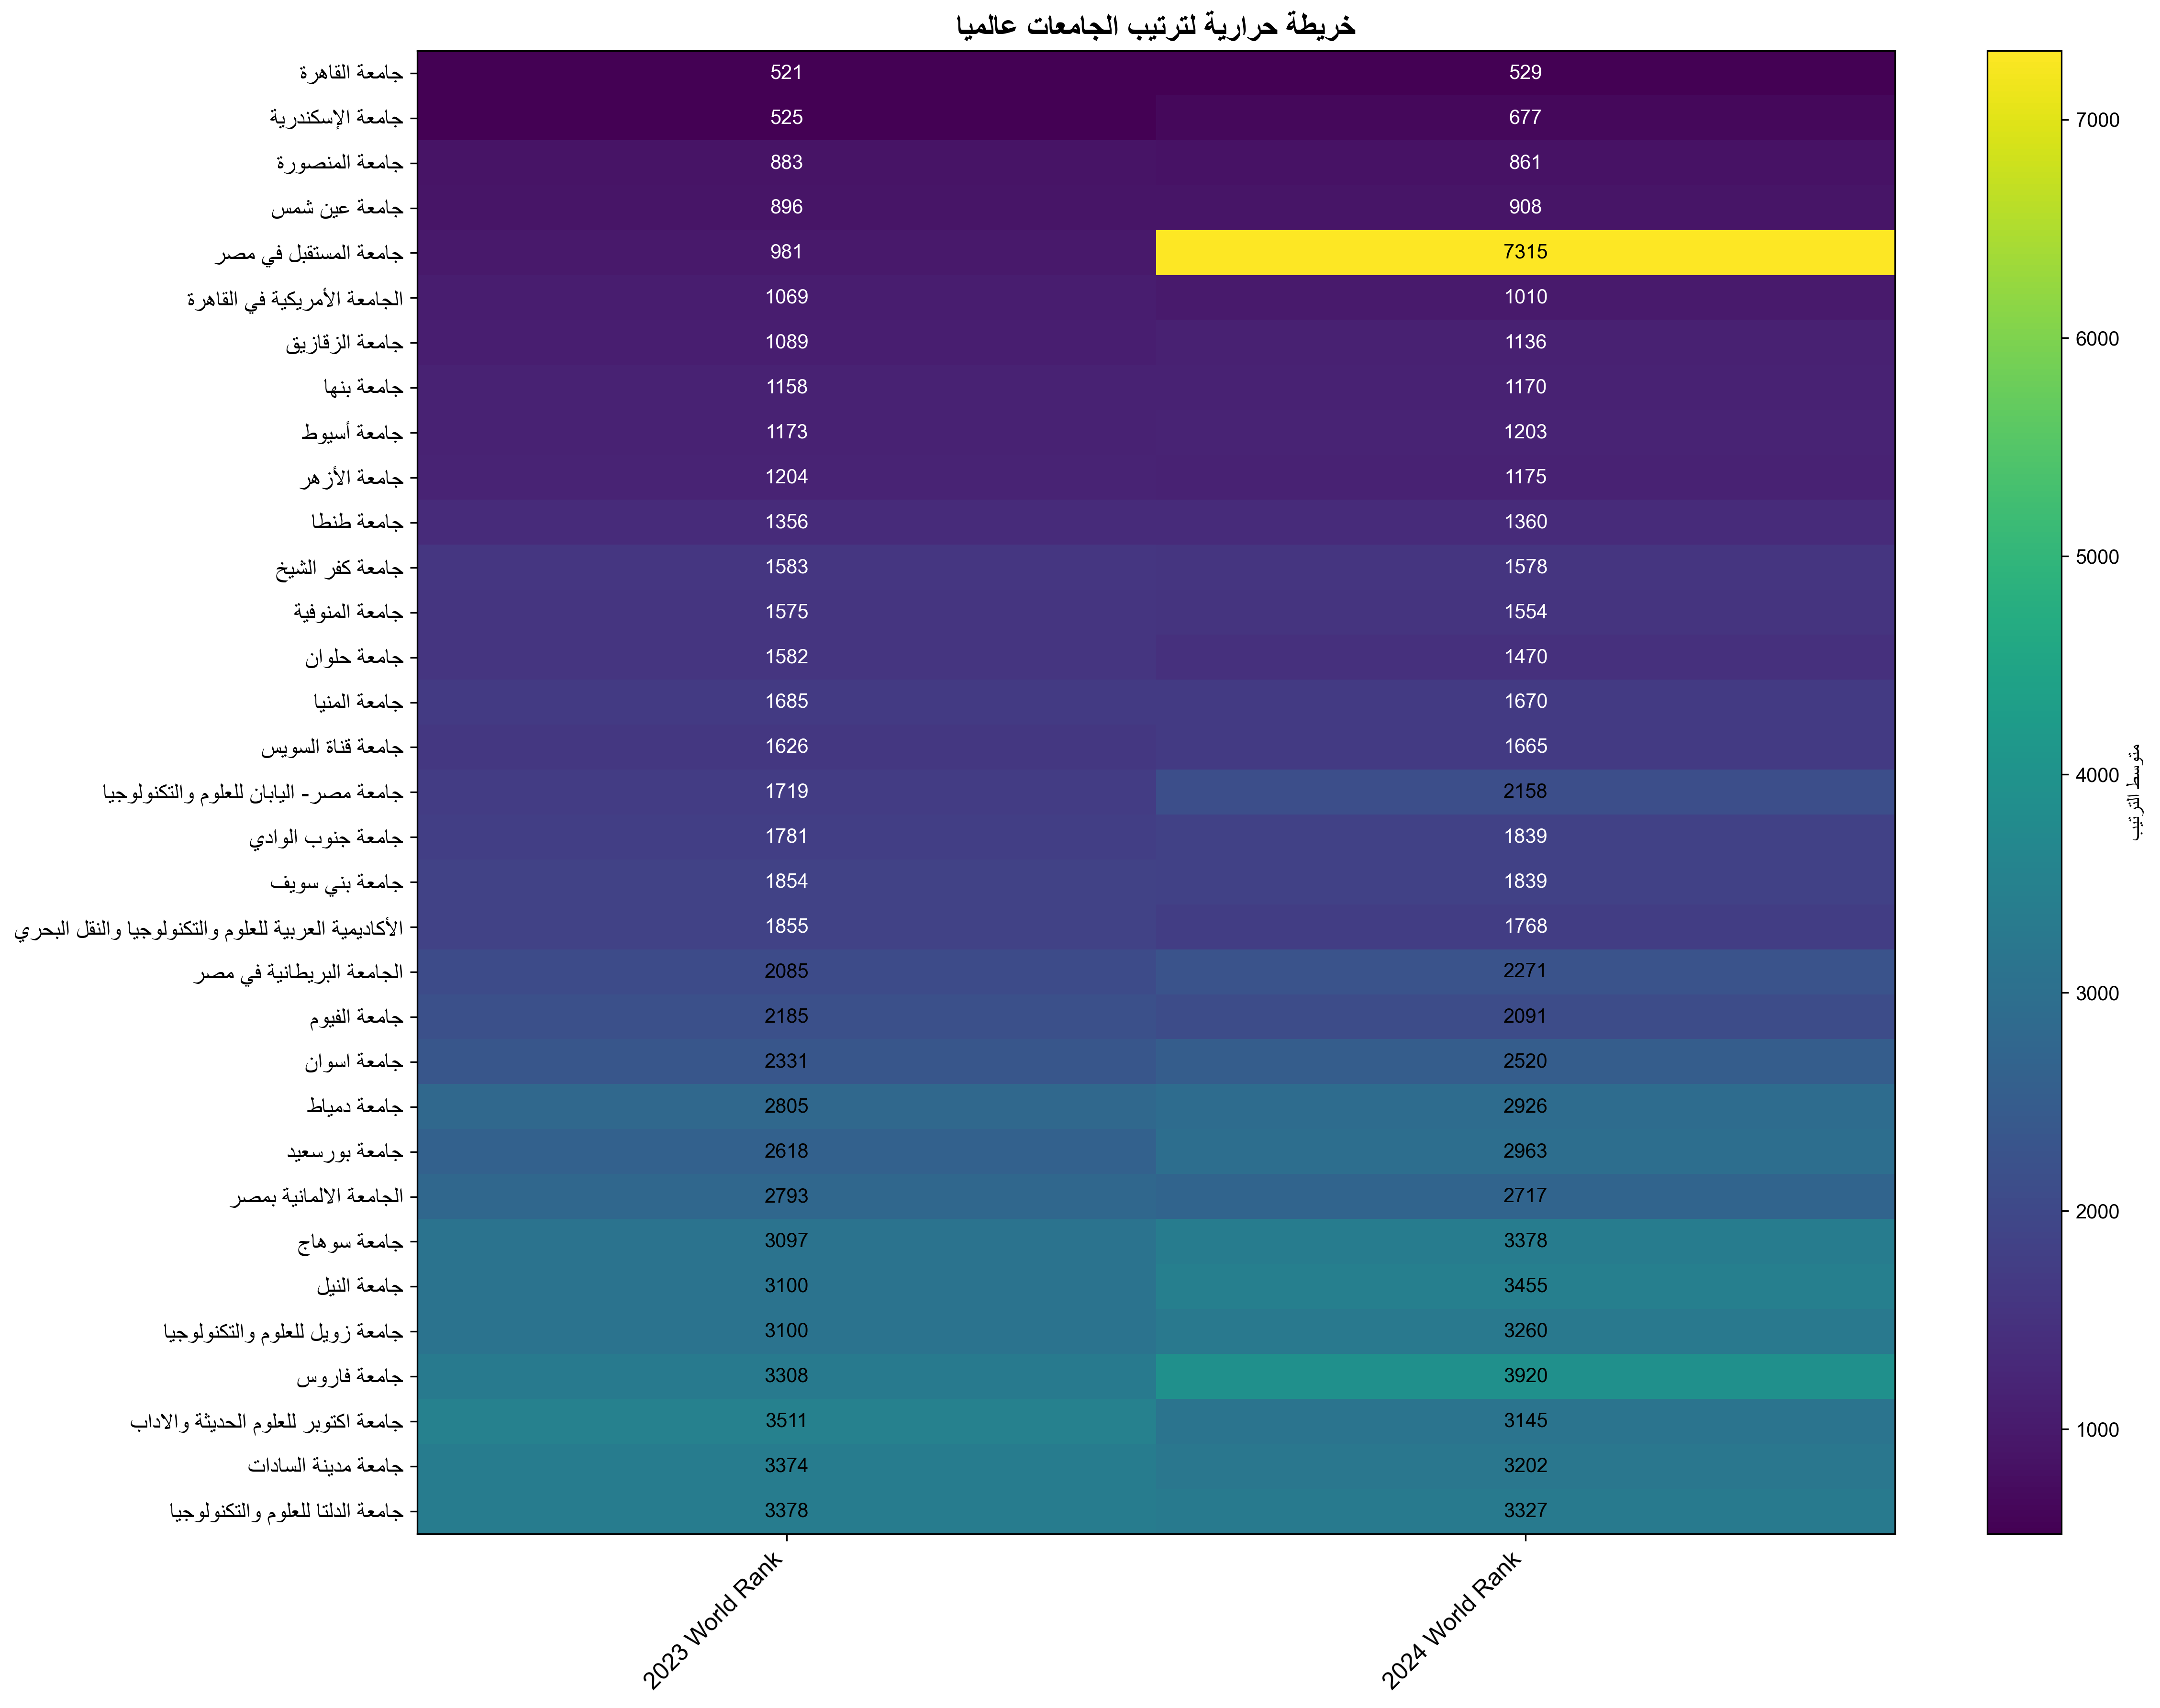 خريطة حرارية لترتيب الجامعات عالميا
جامعة القاهرة 521 529
جامعة الإسكندرية 525 677
جامعة المنصورة 883 861
جامعة عين شمس 896 908
جامعة المستقبل في مصر 981 7315
الجامعة الأمريكية في القاهرة 1069 1010
جامعة الزقازيق 1089 1136
جامعة بنها 1158 1170
جامعة أسيوط 1173 1203
جامعة الأزهر 1204 1175
جامعة طنطا 1356 1360
جامعة كفر الشيخ 1583 1578
جامعة المنوفية 1575 1554
جامعة حلوان 1582 1470
جامعة المنيا 1685 1670
جامعة قناة السويس 1626 1665
جامعة مصر- اليابان للعلوم والتكنولوجيا 1719 2158
جامعة جنوب الوادي 1781 1839
جامعة بني سويف 1854 1839
الأكاديمية العربية للعلوم والتكنولوجيا والنقل البحري 1855 1768
الجامعة البريطانية في مصر 2085 2271
جامعة الفيوم 2185 2091
جامعة اسوان 2331 2520
جامعة دمياط 2805 2926
جامعة بورسعيد 2618 2963
الجامعة الالمانية بمصر 2793 2717
جامعة سوهاج 3097 3378
جامعة النيل 3100 3455
جامعة زويل للعلوم والتكنولوجيا 3100 3260
جامعة فاروس 3308 3920
جامعة اكتوبر للعلوم الحديثة والاداب 3511 3145
جامعة مدينة السادات 3374 3202
جامعة الدلتا للعلوم والتكنولوجيا 3378 3327
2023 World Rank
2024 World Rank
7000
6000
5000
4000
3000
2000
1000
متوسط الترتيب